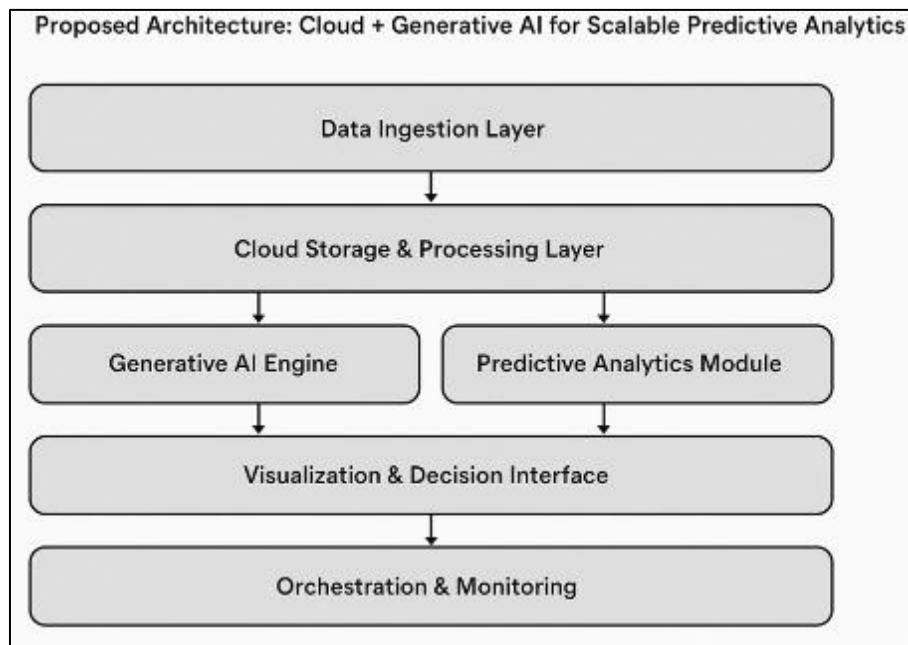 Proposed Architecture: Cloud + Generative AI for Scalable Predictive Analytics
Data Ingestion Layer
Cloud Storage & Processing Layer
Generative AI Engine
Predictive Analytics Module
Visualization & Decision Interface
Orchestration & Monitoring